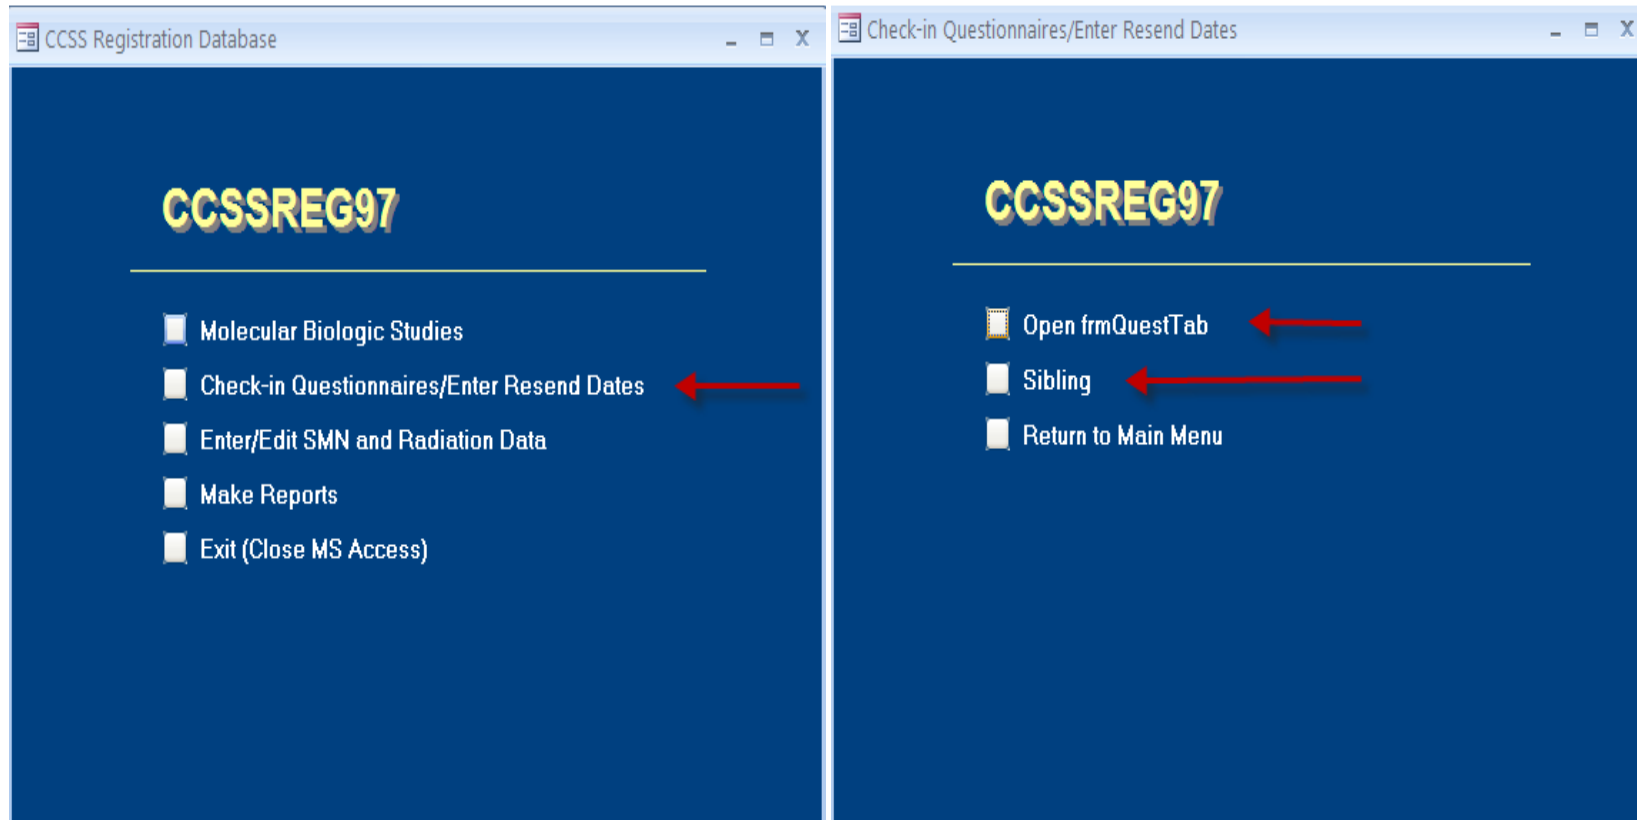 CCSS Registration Database
CCSSREG97
Molecular Biologic Studies
Check-in Questionnaires/Enter Resend Dates
Enter/Edit SMN and Radiation Data
Make Reports
Exit (Close MS Access)
Check-in Questionnaires/Enter Resend Dates
CCSSREG97
Open frmQuestTab
Sibling
Return to Main Menu